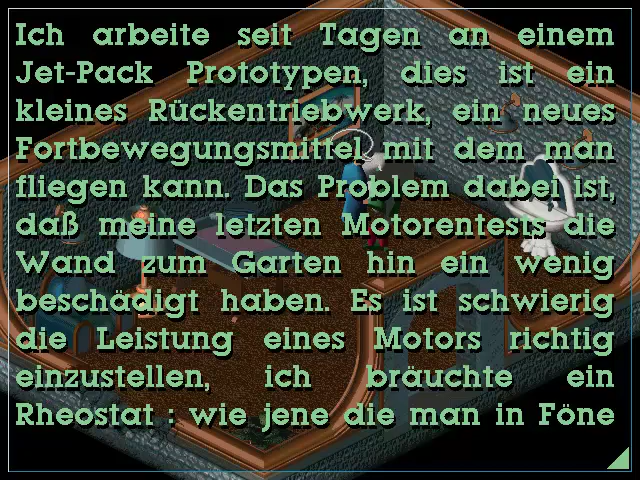 Ich arbeite seit Tagen an einem
Jet-Pack Prototypen, dies ist ein
kleines Rückentriebwerk, ein neues
Fortbewegungsmittel mit dem man
fliegen kann. Das Problem dabei ist,
daß meine letzten Motorentests die
Wand zum Garten hin ein wenig
beschädigt haben. Es ist schwierig
die Leistung eines Motors richtig
einzustellen, ich bräuchte ein
Rheostat : wie jene die man in Föne